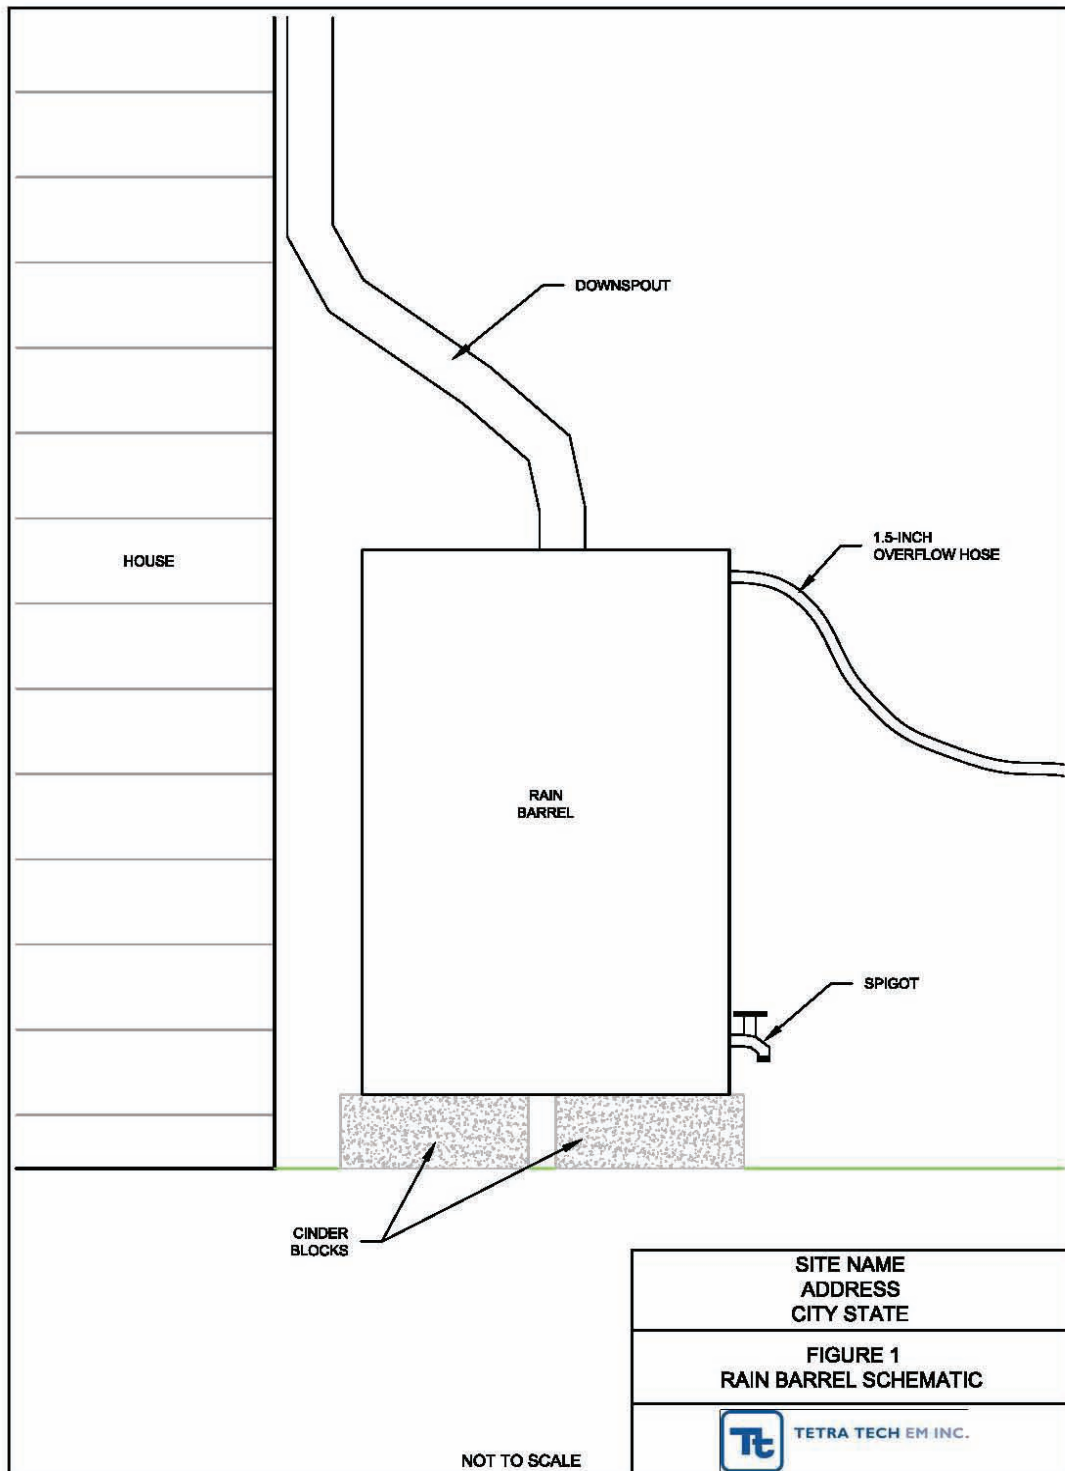 DOWNSPOUT
HOUSE
1.5-INCH
OVERFLOW HOSE
RAIN
BARREL
SPIGOT
CINDER
BLOCKS
SITE NAME
ADDRESS
CITY STATE
FIGURE 1
RAIN BARREL SCHEMATIC
Tt TETRA TECH EM INC.
NOT TO SCALE